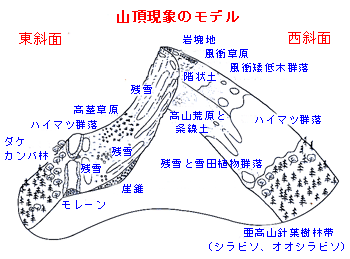 山頂現象のモデル
東斜面
西斜面
岩塊地
風衝草原
階状土
風衝矮低木群落
残雪
高茎草原
高山荒原と
条線土
ハイマツ群落
ハイマツ群落
ダケ
カンバ林
残雪
残雪
残雪と雪田植物群落
崖錐
モレーン
亜高山針葉樹林帯
（シラビソ、オオシラビソ）